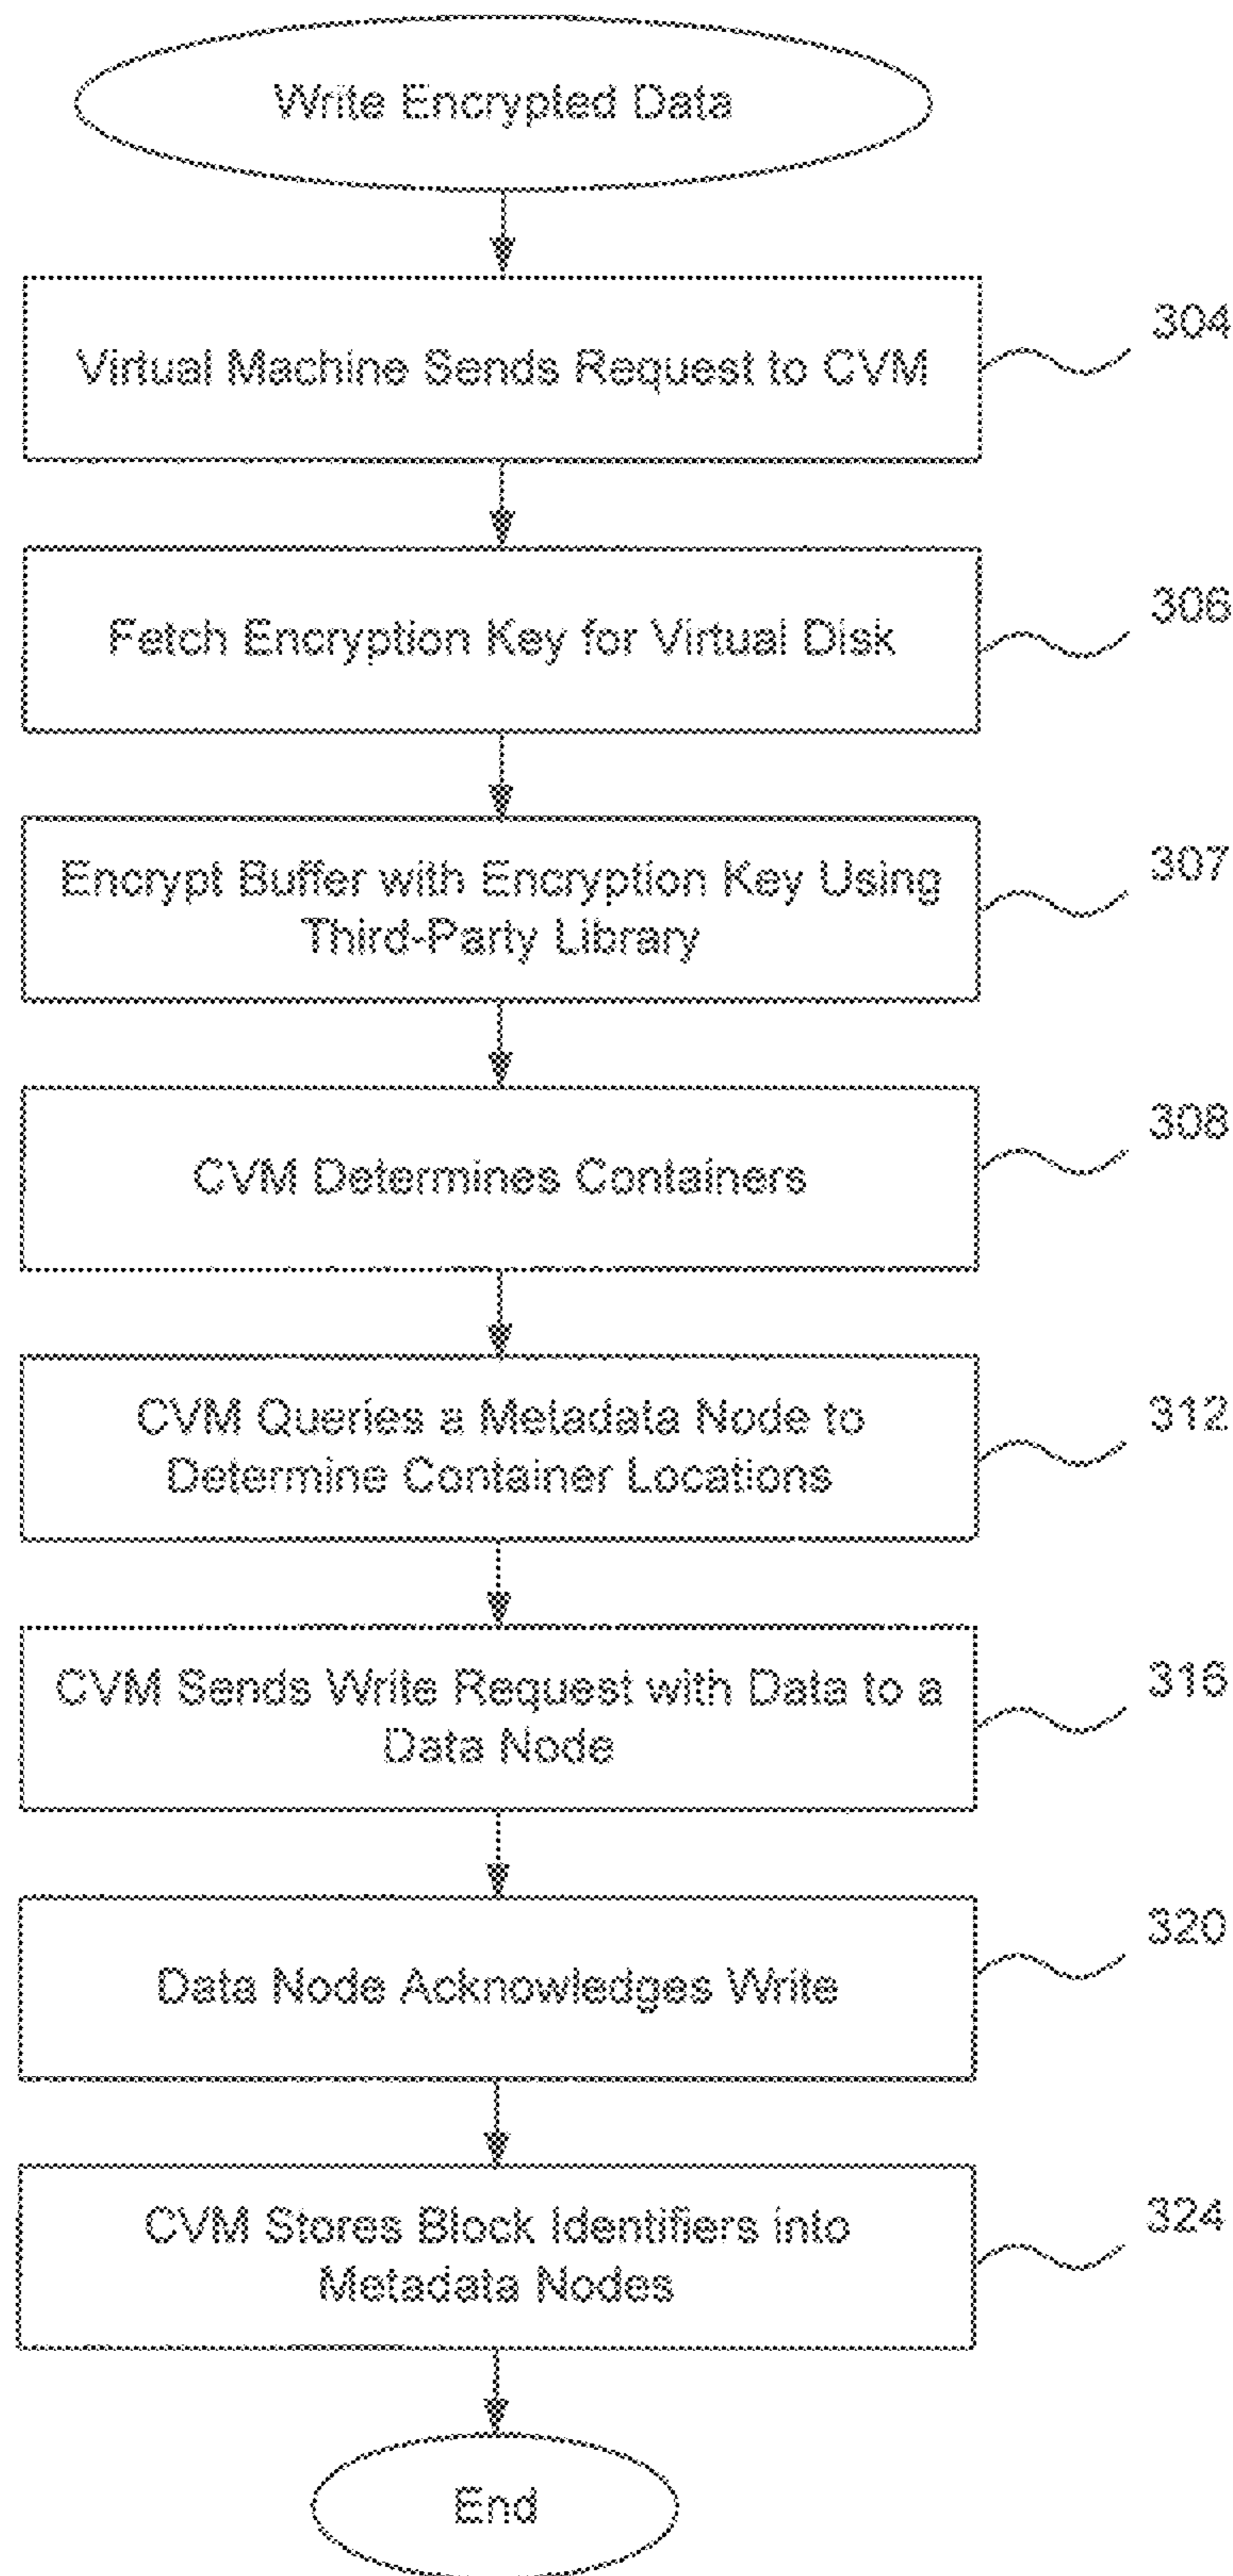 Write Encrypted Data
Virtual Machine Sends Request to CVM
304
Fetch Encryption Key for Virtual Disk
306
Encrypt Buffer with Encryption Key Using
Third-Party Library
307
CVM Determines Containers
308
CVM Queries a Metadata Node to
Determine Container Locations
312
CVM Sends Write Request with Data to a
Data Node
316
Data Node Acknowledges Write
320
CVM Stores Block Identifiers into
Metadata Nodes
324
End